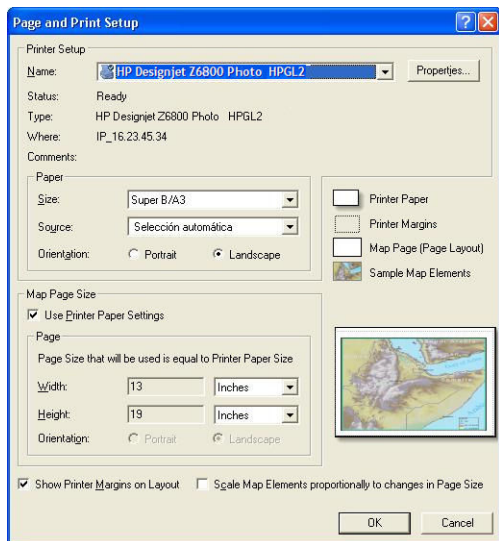 Page and Print Setup
Printer Setup
Name: HP Designjet Z6800 Photo HPGL2 Properties...
Status: Ready
Type: HP Designjet Z6800 Photo HPGL2
Where: IP_16.23.45.34
Comments:
Paper
Size: Super B/A3
Source: Selección automática
Orientation: Portrait Landscape
Printer Paper
Printer Margins
Map Page (Page Layout)
Sample Map Elements
Map Page Size
Use Printer Paper Settings
Page
Page Size that will be used is equal to Printer Paper Size
Width: 13 Inches
Height: 19 Inches
Orientation: Portrait Landscape
Show Printer Margins on Layout Scale Map Elements proportionally to changes in Page Size
OK Cancel